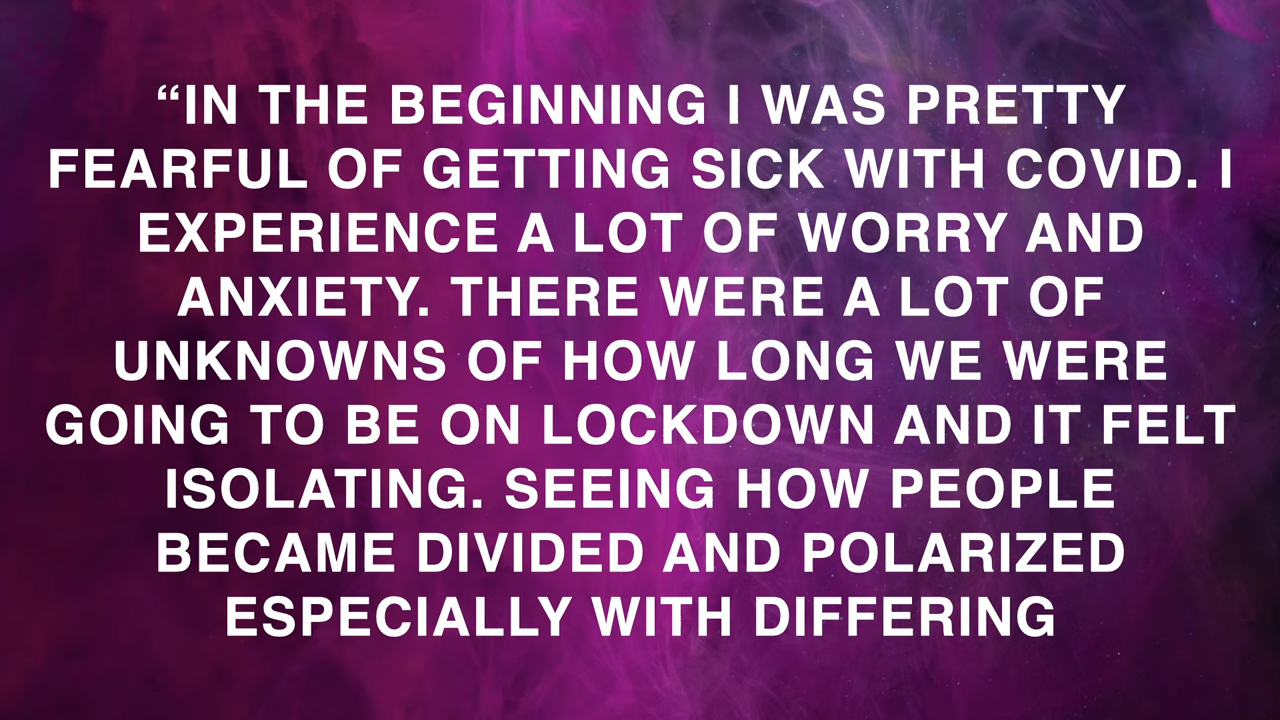 “IN THE BEGINNING I WAS PRETTY
FEARFUL OF GETTING SICK WITH COVID. I
EXPERIENCE A LOT OF WORRY AND
ANXIETY. THERE WERE A LOT OF
UNKNOWNS OF HOW LONG WE WERE
GOING TO BE ON LOCKDOWN AND IT FELT
ISOLATING. SEEING HOW PEOPLE
BECAME DIVIDED AND POLARIZED
ESPECIALLY WITH DIFFERING